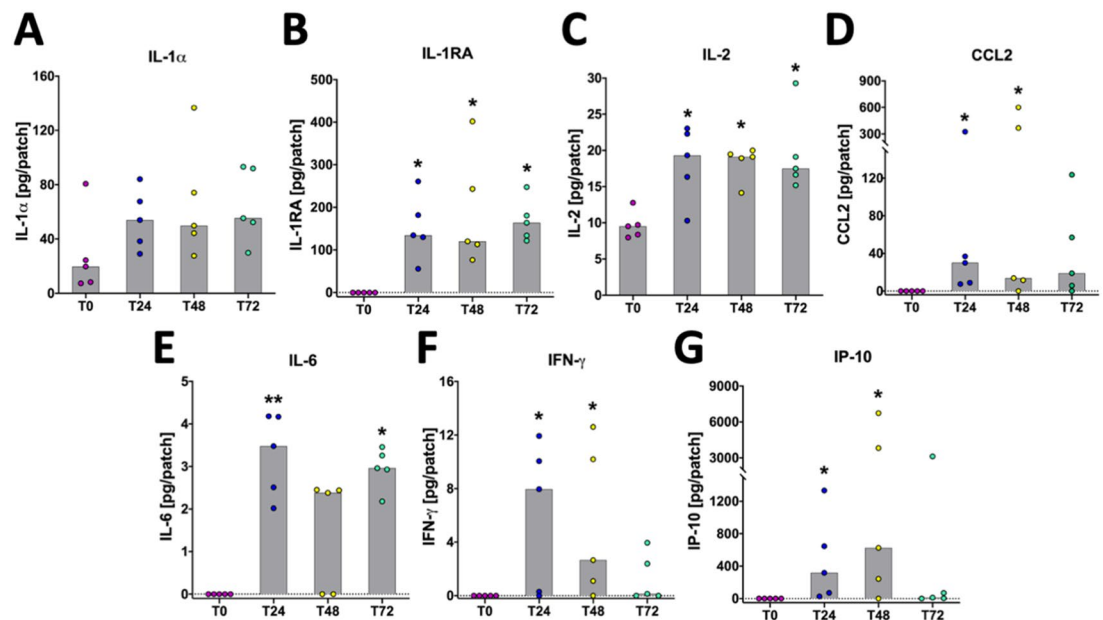 A
IL-1α
IL-1α [pg/patch]
160
120
80
40
0
T0 T24 T48 T72
B
IL-1RA
IL-1RA [pg/patch]
500
400
300
200
100
0
* * *
T0 T24 T48 T72
C
IL-2
IL-2 [pg/patch]
30
25
20
15
10
5
0
* * *
T0 T24 T48 T72
D
CCL2
CCL2 [pg/patch]
900
600
300
120
80
40
0
* *
T0 T24 T48 T72
E
IL-6
IL-6 [pg/patch]
5
4
3
2
1
0
** *
T0 T24 T48 T72
F
IFN-γ
IFN-γ [pg/patch]
16
12
8
4
0
* *
T0 T24 T48 T72
G
IP-10
IP-10 [pg/patch]
9000
6000
3000
1200
800
400
0
* *
T0 T24 T48 T72